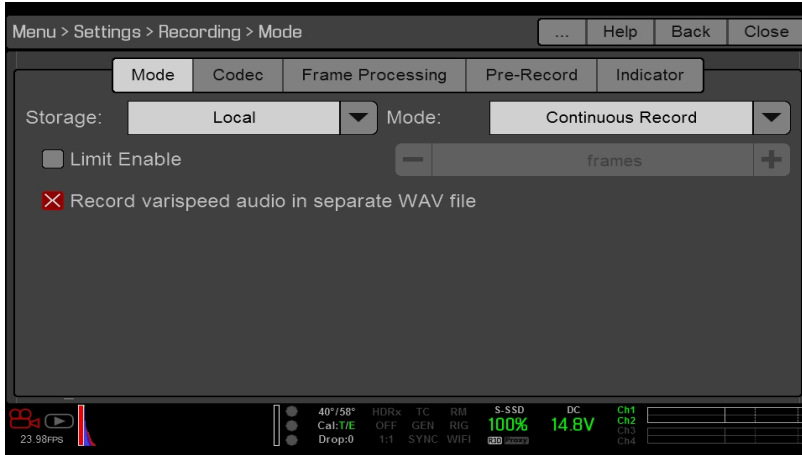 Menu > Settings > Recording > Mode ... Help Back Close
Mode Codec Frame Processing Pre-Record Indicator
Storage: Local Mode: Continuous Record
Limit Enable frames
Record varispeed audio in separate WAV file
40°/58° HDRx TC RM S-SSD DC Ch1
Cal:T/E OFF GEN RIG 100% 14.8V Ch2
23.98FPS Drop:0 1:1 SYNC WIFI R3D Proxy Ch3
Ch4